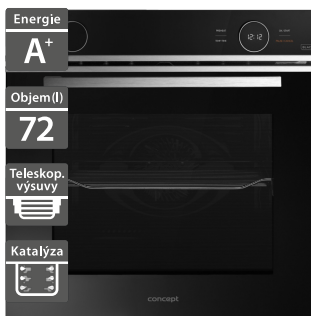 Energie
A+
12:12
Objem(l)
72
Teleskop.
výsuvy
Katalýza
concept